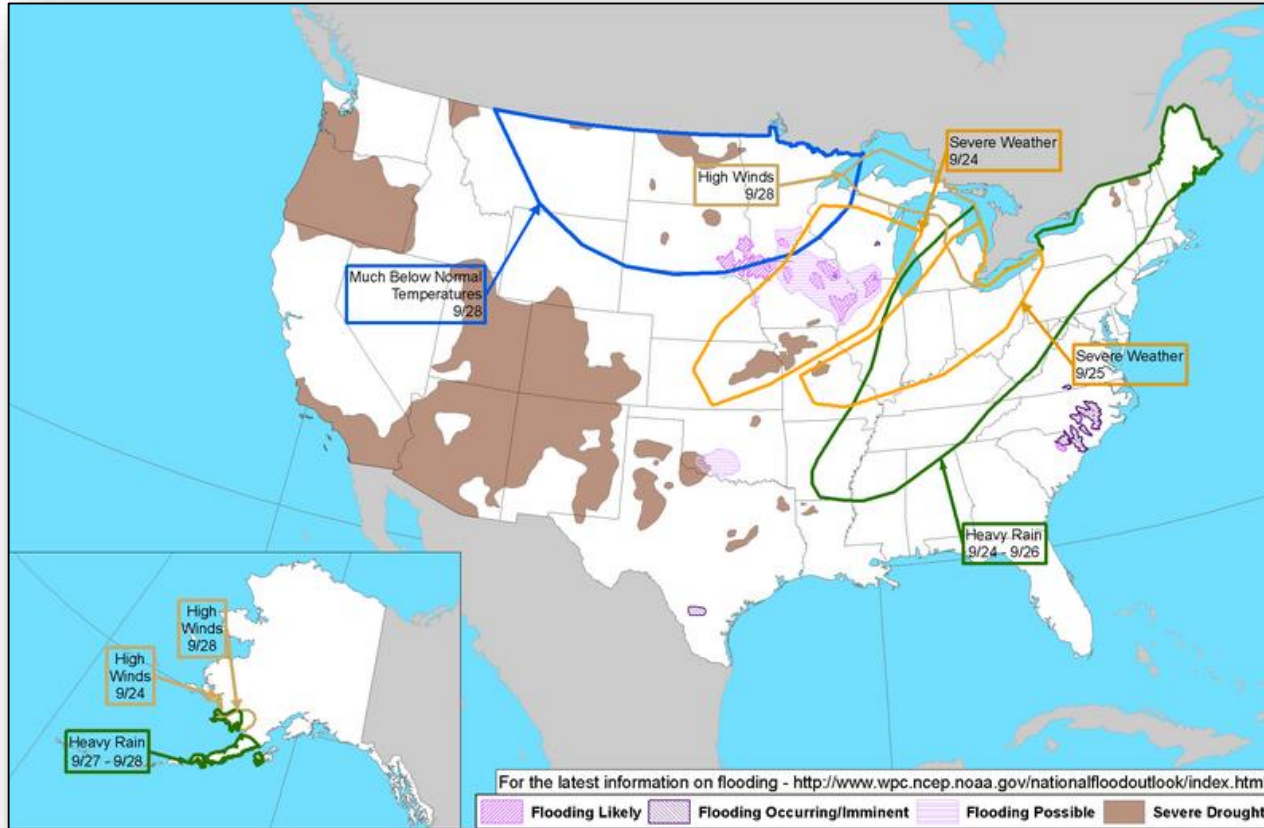 Severe Weather
9/24
High Winds
9/28
Much Below Normal
Temperatures
9/28
Severe Weather
9/25
Heavy Rain
9/24 - 9/26
High
Winds
9/28
High
Winds
9/24
Heavy Rain
9/27 - 9/28
For the latest information on flooding - http://www.wpc.ncep.noaa.gov/nationalfloodoutlook/index.htm
Flooding Likely Flooding Occurring/Imminent Flooding Possible Severe Drought